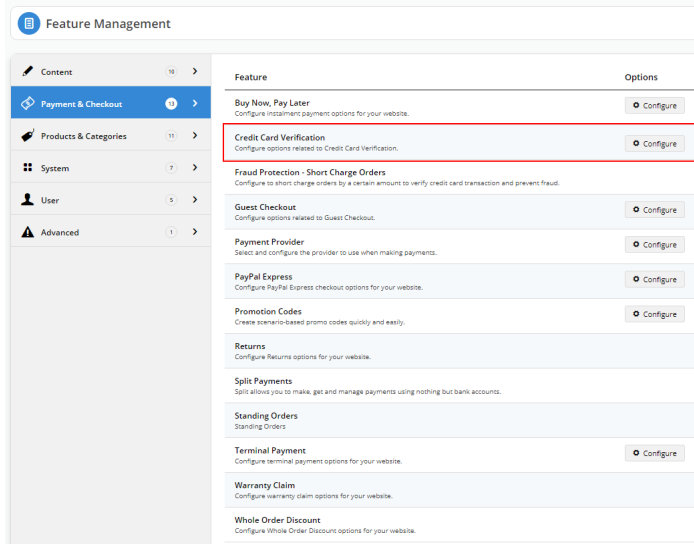 Feature Management
Content 10
Payment & Checkout 13
Products & Categories 11
System 7
User 5
Advanced 1
Feature Options
Buy Now, Pay Later
Configure instalment payment options for your website.
Configure
Credit Card Verification
Configure options related to Credit Card Verification.
Configure
Fraud Protection - Short Charge Orders
Configure to short charge orders by a certain amount to verify credit card transaction and prevent fraud.
Guest Checkout
Configure options related to Guest Checkout.
Configure
Payment Provider
Select and configure the provider to use when making payments.
Configure
PayPal Express
Configure PayPal Express checkout options for your website.
Configure
Promotion Codes
Create scenario-based promo codes quickly and easily.
Configure
Returns
Configure Returns options for your website.
Split Payments
Split allows you to make, get and manage payments using nothing but bank accounts.
Standing Orders
Standing Orders
Terminal Payment
Configure terminal payment options for your website.
Configure
Warranty Claim
Configure warranty claim options for your website.
Whole Order Discount
Configure Whole Order Discount options for your website.